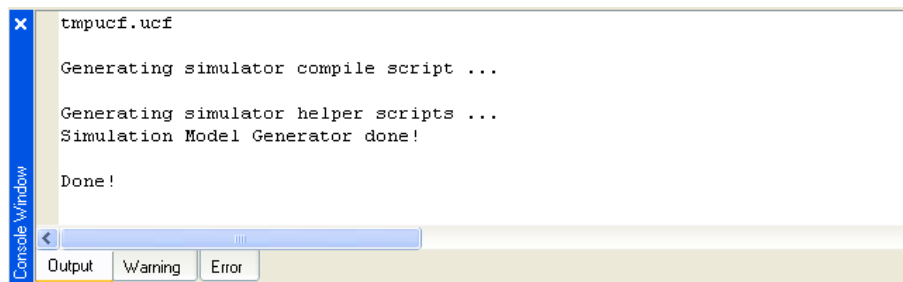 tmpucf.ucf
Generating simulator compile script ...
Generating simulator helper scripts ...
Simulation Model Generator done!
Done!
Console Window
Output
Warning
Error